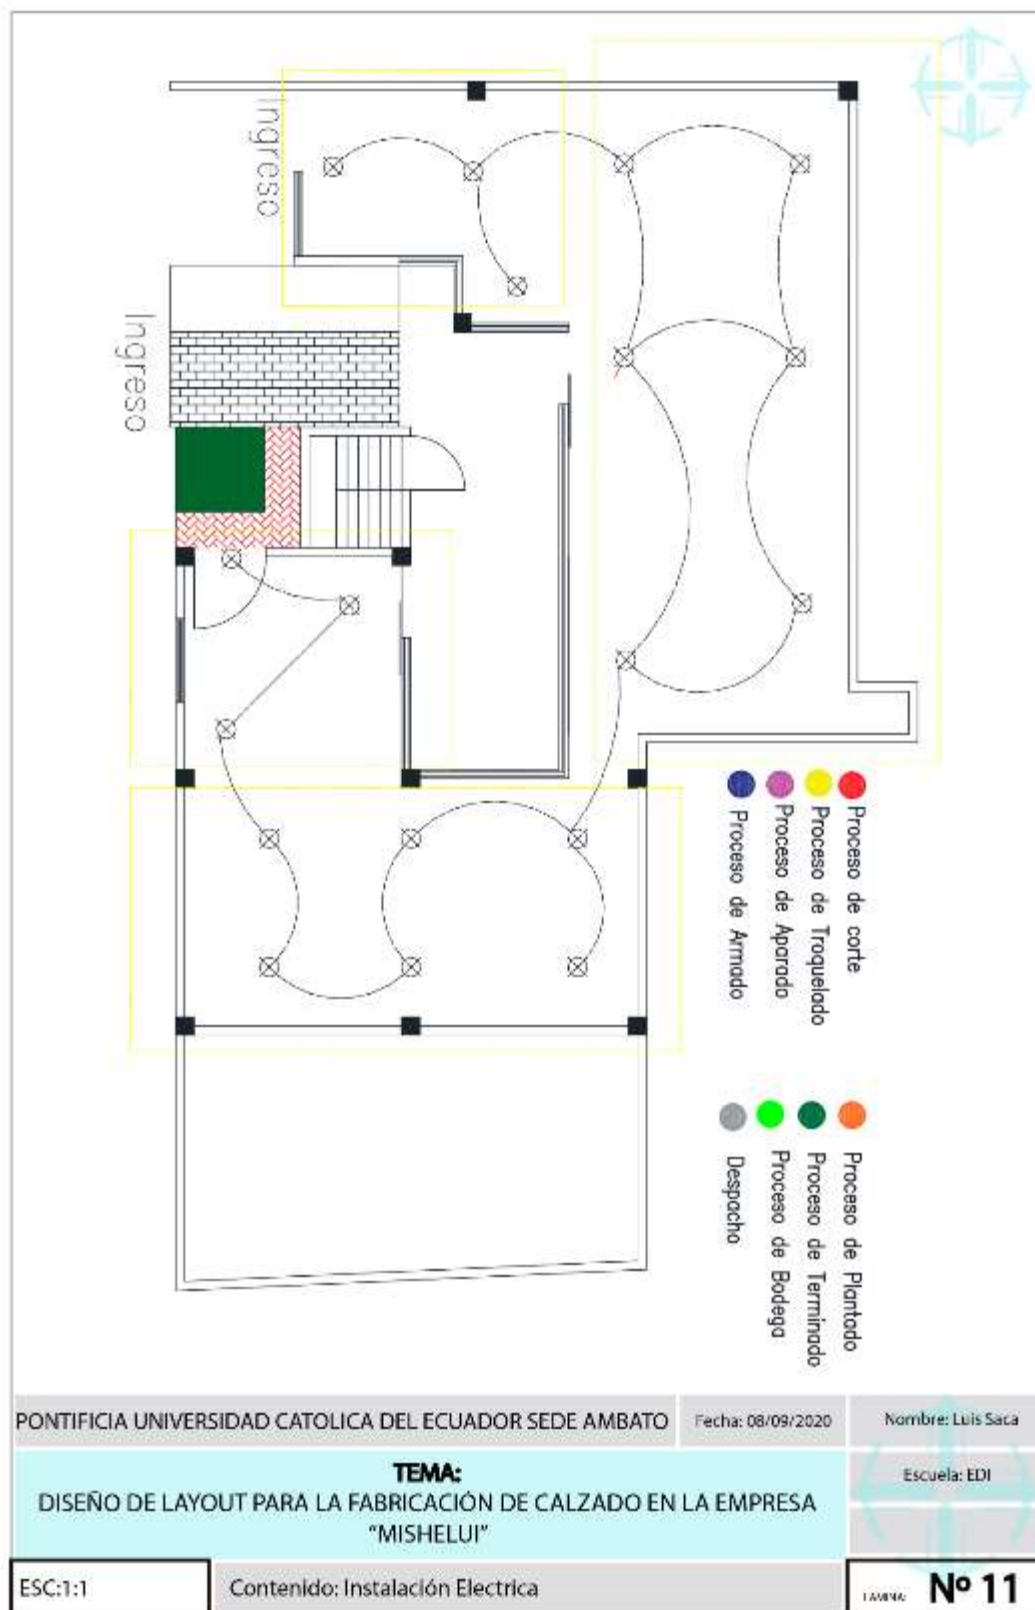 Ingreso
Ingreso
Proceso de corte
Proceso de Troquelado
Proceso de Aparado
Proceso de Armado
Proceso de Plantado
Proceso de Terminado
Proceso de Bodega
Despacho
PONTIFICIA UNIVERSIDAD CATOLICA DEL ECUADOR SEDE AMBATO
Fecha: 08/09/2020
Nombre: Luis Saca
TEMA:
DISEÑO DE LAYOUT PARA LA FABRICACIÓN DE CALZADO EN LA EMPRESA
"MISHELUI"
Escuela: EDI
ESC:1:1
Contenido: Instalación Electrica
LAMINA: Nº 11